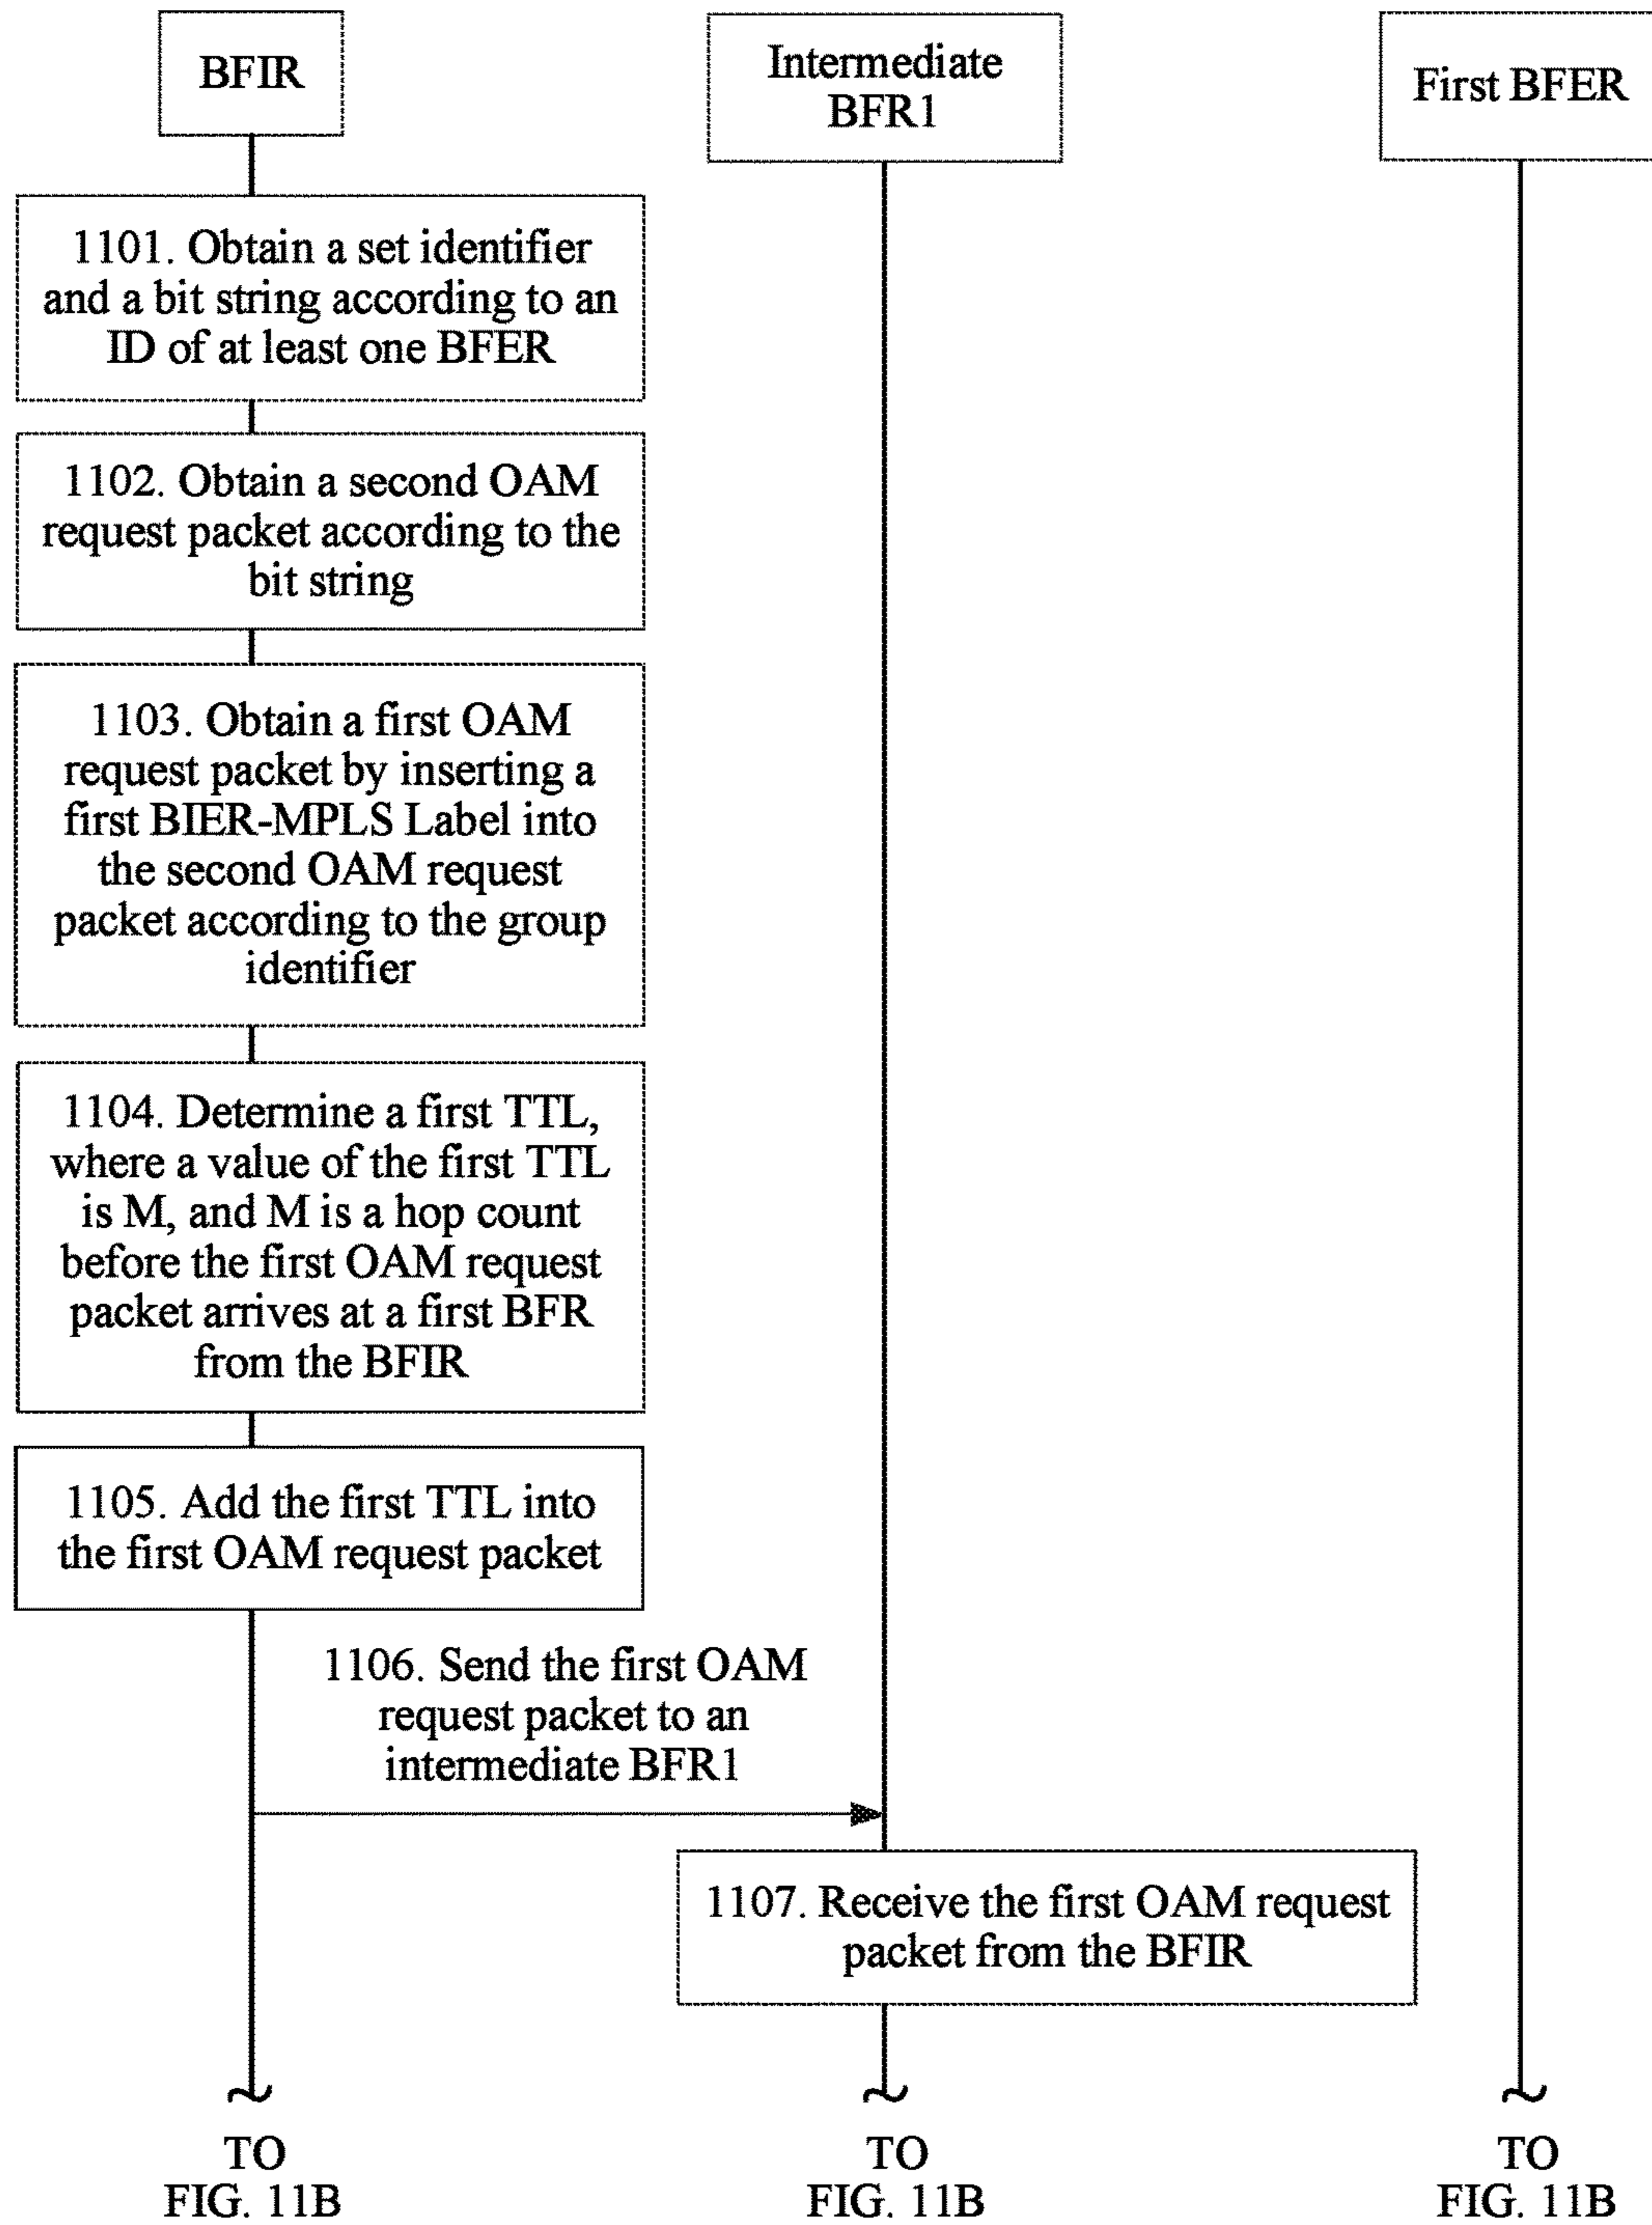 BFIR
Intermediate
BFR1
First BFER
1101. Obtain a set identifier
and a bit string according to an
ID of at least one BFER
1102. Obtain a second OAM
request packet according to the
bit string
1103. Obtain a first OAM
request packet by inserting a
first BIER-MPLS Label into
the second OAM request
packet according to the group
identifier
1104. Determine a first TTL,
where a value of the first TTL
is M, and M is a hop count
before the first OAM request
packet arrives at a first BFR
from the BFIR
1105. Add the first TTL into
the first OAM request packet
1106. Send the first OAM
request packet to an
intermediate BFR1
1107. Receive the first OAM request
packet from the BFIR
TO
FIG. 11B
TO
FIG. 11B
TO
FIG. 11B